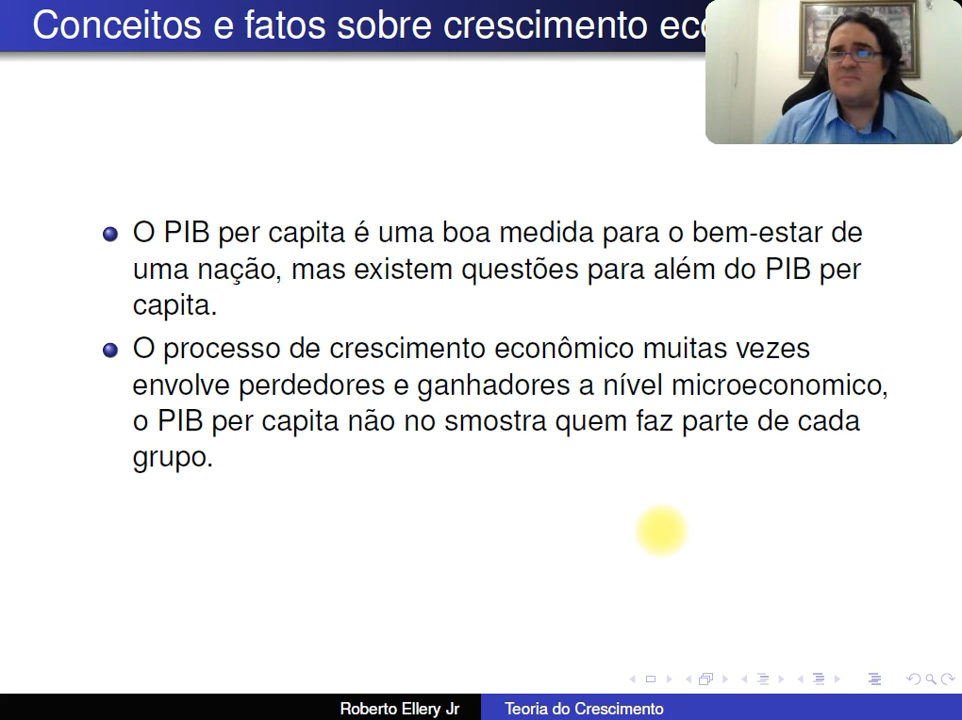 Conceitos e fatos sobre crescimento
O PIB per capita é uma boa medida para o bem-estar de
uma nação, mas existem questões para além do PIB per
capita.
O processo de crescimento econômico muitas vezes
envolve perdedores e ganhadores a nível microeconomico,
o PIB per capita não no smostra quem faz parte de cada
grupo.
Roberto Ellery Jr
Teoria do Crescimento